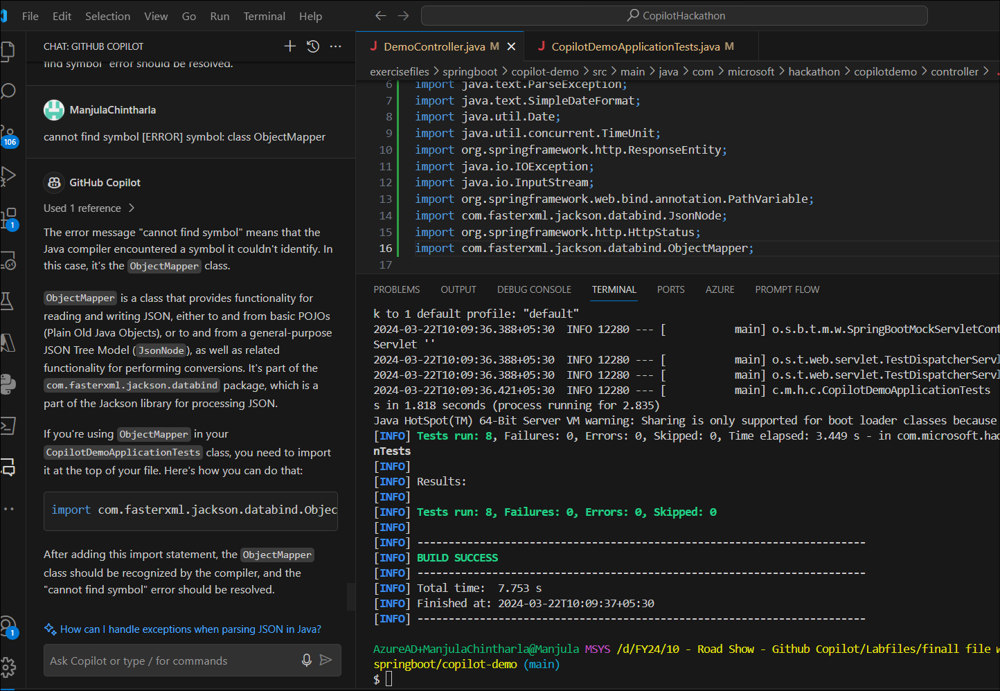 File Edit Selection View Go Run Terminal Help
CopilotHackathon
CHAT: GITHUB COPILOT
find symbol" error should be resolved.
ManjulaChintharla
cannot find symbol [ERROR] symbol: class ObjectMapper
GitHub Copilot
Used 1 reference
The error message "cannot find symbol" means that the
Java compiler encountered a symbol it couldn't identify. In
this case, it's the ObjectMapper class.
ObjectMapper is a class that provides functionality for
reading and writing JSON, either to and from basic POJOs
(Plain Old Java Objects), or to and from a general-purpose
JSON Tree Model (JsonNode), as well as related
functionality for performing conversions. It's part of the
com.fasterxml.jackson.databind package, which is a
part of the Jackson library for processing JSON.
If you're using ObjectMapper in your
CopilotDemoApplicationTests class, you need to import
it at the top of your file. Here's how you can do that:
import com.fasterxml.jackson.databind.Objec
After adding this import statement, the ObjectMapper
class should be recognized by the compiler, and the
"cannot find symbol" error should be resolved.
How can I handle exceptions when parsing JSON in Java?
Ask Copilot or type / for commands
106
1
1
DemoController.java M
CopilotDemoApplicationTests.java M
exercisefiles > springboot > copilot-demo > src > main > java > com > microsoft > hackathon > copilotdemo > controller >
6 import java.text.ParseException;
7 import java.text.SimpleDateFormat;
8 import java.util.Date;
9 import java.util.concurrent.TimeUnit;
10 import org.springframework.http.ResponseEntity;
11 import java.io.IOException;
12 import java.io.InputStream;
13 import org.springframework.web.bind.annotation.PathVariable;
14 import com.fasterxml.jackson.databind.JsonNode;
15 import org.springframework.http.HttpStatus;
16 import com.fasterxml.jackson.databind.ObjectMapper;
17
PROBLEMS OUTPUT DEBUG CONSOLE TERMINAL PORTS AZURE PROMPT FLOW
k to 1 default profile: "default"
2024-03-22T10:09:36.388+05:30 INFO 12280 --- [ main] o.s.b.t.m.w.SpringBootMockServletCont
Servlet ''
2024-03-22T10:09:36.388+05:30 INFO 12280 --- [ main] o.s.t.web.servlet.TestDispatcherServl
2024-03-22T10:09:36.388+05:30 INFO 12280 --- [ main] o.s.t.web.servlet.TestDispatcherServl
2024-03-22T10:09:36.421+05:30 INFO 12280 --- [ main] c.m.h.c.CopilotDemoApplicationTests
s in 1.818 seconds (process running for 2.835)
Java HotSpot(TM) 64-Bit Server VM warning: Sharing is only supported for boot loader classes because
[INFO] Tests run: 8, Failures: 0, Errors: 0, Skipped: 0, Time elapsed: 3.449 s - in com.microsoft.hac
nTests
[INFO]
[INFO] Results:
[INFO]
[INFO] Tests run: 8, Failures: 0, Errors: 0, Skipped: 0
[INFO]
[INFO] ------------------------------------------------------------------------
[INFO] BUILD SUCCESS
[INFO] ------------------------------------------------------------------------
[INFO] Total time: 7.753 s
[INFO] Finished at: 2024-03-22T10:09:37+05:30
[INFO] ------------------------------------------------------------------------
AzureAD+ManjulaChintharla@Manjula MSYS /d/FY24/10 - Road Show - Github Copilot/Labfiles/finall file w
springboot/copilot-demo (main)
$